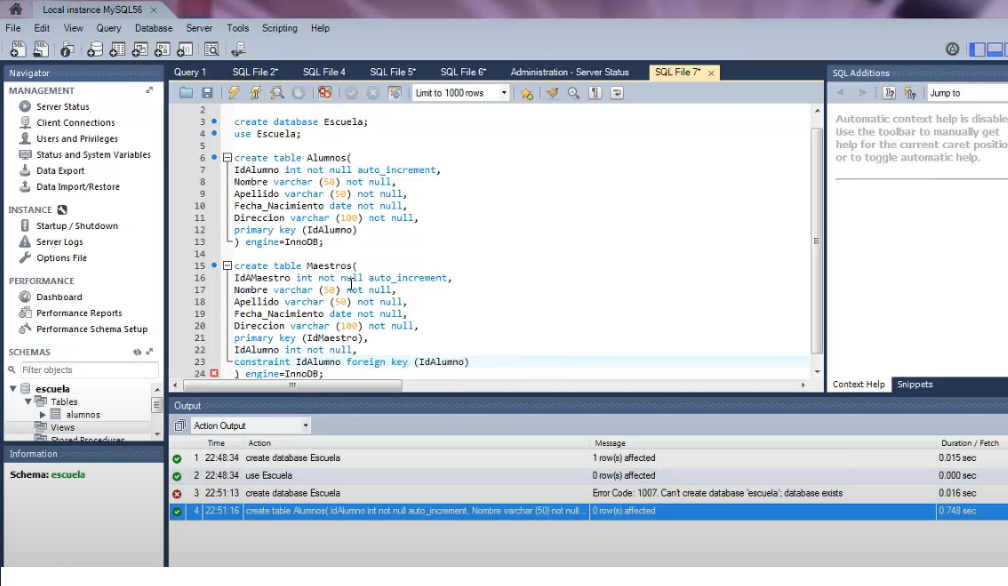 Local instance MySQL56 ×
File Edit View Query Database Server Tools Scripting Help
Navigator
MANAGEMENT
Server Status
Client Connections
Users and Privileges
Status and System Variables
Data Export
Data Import/Restore
INSTANCE
Startup / Shutdown
Server Logs
Options File
PERFORMANCE
Dashboard
Performance Reports
Performance Schema Setup
SCHEMAS
Filter objects
escuela
Tables
alumnos
Views
Stored Procedures
Information
Schema: escuela
Query 1 SQL File 2* SQL File 4 SQL File 5* SQL File 6* Administration - Server Status SQL File 7* ×
Limit to 1000 rows
2
3 create database Escuela;
4 use Escuela;
5
6 create table Alumnos(
7 IdAlumno int not null auto_increment,
8 Nombre varchar (50) not null,
9 Apellido varchar (50) not null,
10 Fecha_Nacimiento date not null,
11 Direccion varchar (100) not null,
12 primary key (IdAlumno)
13 ) engine=InnoDB;
14
15 create table Maestros(
16 IdAMaestro int not null auto_increment,
17 Nombre varchar (50) not null,
18 Apellido varchar (50) not null,
19 Fecha_Nacimiento date not null,
20 Direccion varchar (100) not null,
21 primary key (IdMaestro),
22 IdAlumno int not null,
23 constraint IdAlumno foreign key (IdAlumno)
24 ) engine=InnoDB;
SQL Additions
Jump to
Automatic context help is disable
Use the toolbar to manually get
help for the current caret positio
or to toggle automatic help.
Context Help Snippets
Output
Action Output
Time Action Message Duration / Fetch
1 22:48:34 create database Escuela 1 row(s) affected 0.015 sec
2 22:48:34 use Escuela 0 row(s) affected 0.000 sec
3 22:51:13 create database Escuela Error Code: 1007. Can't create database 'escuela'; database exists 0.016 sec
4 22:51:16 create table Alumnos( IdAlumno int not null auto_increment, Nombre varchar (50) not null... 0 row(s) affected 0.748 sec